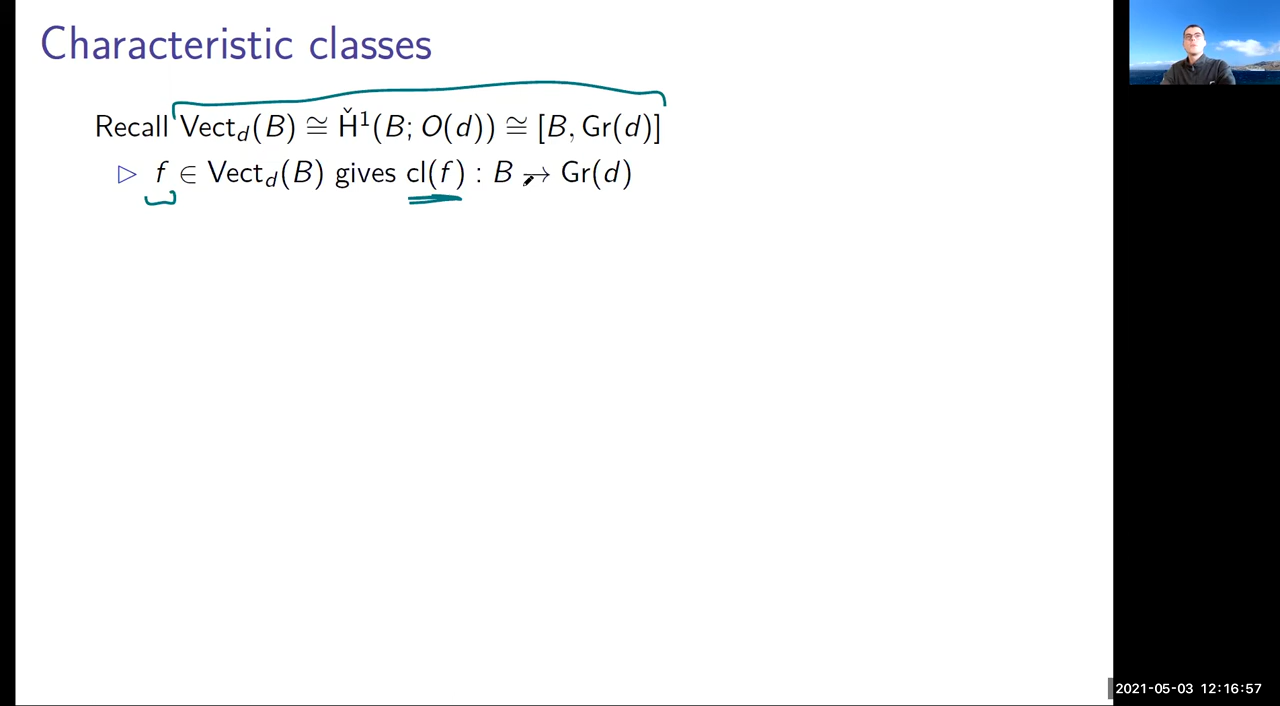 Characteristic classes
Recall Vect_d(B) ≅ Ȟ¹(B; O(d)) ≅ [B, Gr(d)]
▷ f ∈ Vect_d(B) gives cl(f) : B → Gr(d)
2021-05-03 12:16:57